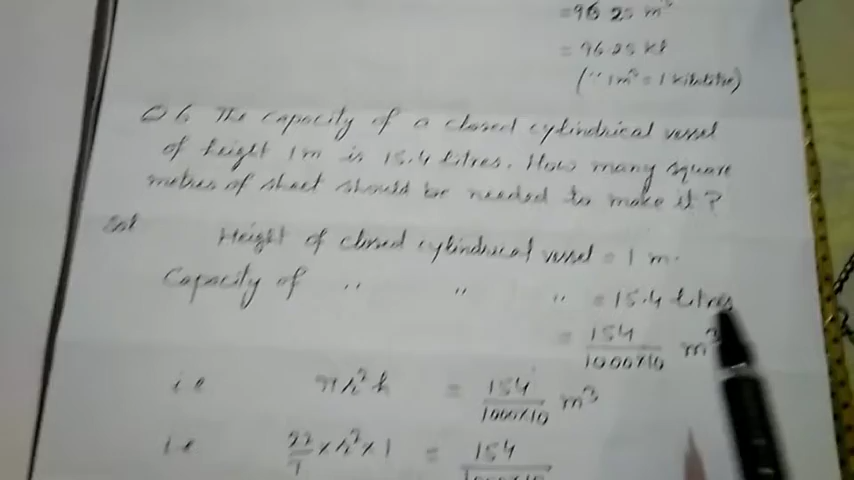 = 96.25 m³
= 96.25 kl
(∵ 1m³ = 1 kilolitre)
Q6 The capacity of a closed cylindrical vessel
of height 1m is 15.4 litres. How many square
metres of sheet should be needed to make it?
Sol Height of closed cylindrical vessel = 1 m.
Capacity of " " " = 15.4 litres
= 154/1000×10 m³
i.e πr²h = 154/1000×10 m³
i.e 22/7 × r² × 1 = 154/1000×10